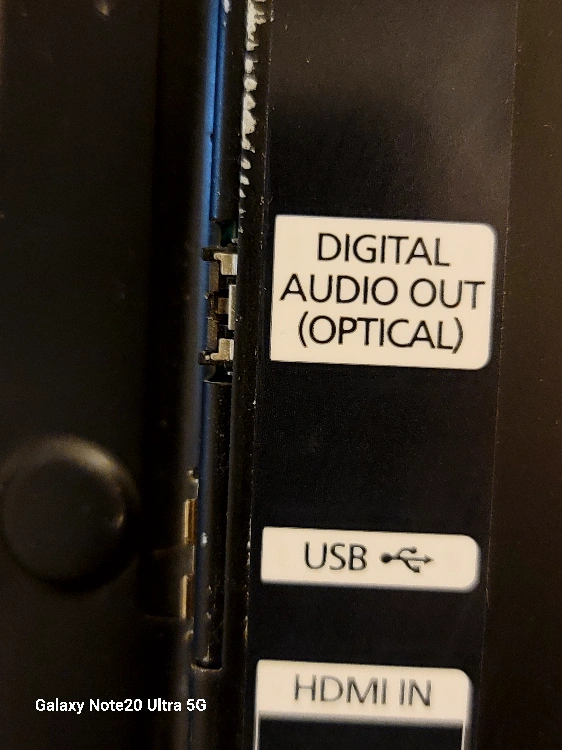 DIGITAL
AUDIO OUT
(OPTICAL)
USB
HDMI IN
Galaxy Note20 Ultra 5G